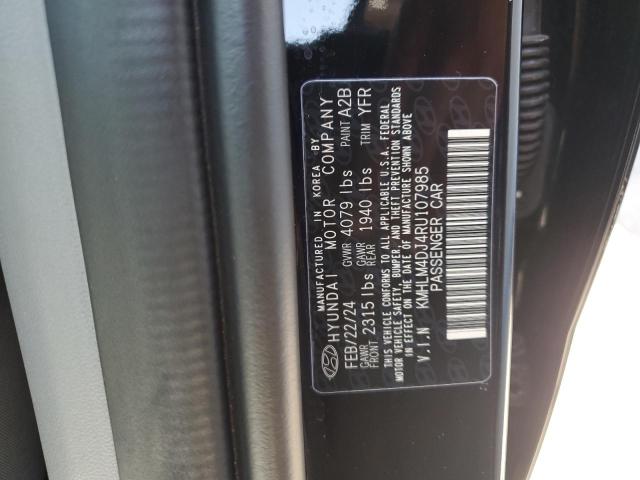 MANUFACTURED IN KOREA BY
HYUNDAI MOTOR COMPANY
FEB/22/24 GVWR 4079 lbs PAINT A2B
GAWR FRONT 2315 lbs GAWR REAR 1940 lbs TRIM YFR
THIS VEHICLE CONFORMS TO ALL APPLICABLE U.S.A. FEDERAL
MOTOR VEHICLE SAFETY, BUMPER, AND THEFT PREVENTION STANDARDS
IN EFFECT ON THE DATE OF MANUFACTURE SHOWN ABOVE
V.I.N KMHLM4DJ4RU107985
PASSENGER CAR